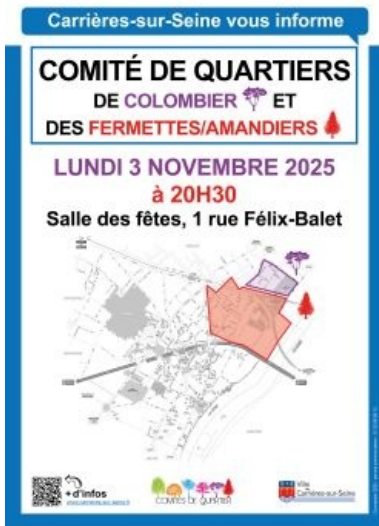 Carrières-sur-Seine vous informe
COMITÉ DE QUARTIERS
DE COLOMBIER ET
DES FERMETTES/AMANDIERS
LUNDI 3 NOVEMBRE 2025
à 20H30
Salle des fêtes, 1 rue Félix-Balet
+ d'infos
COMITÉS DE QUARTIER
Ville
Carrières-sur-Seine